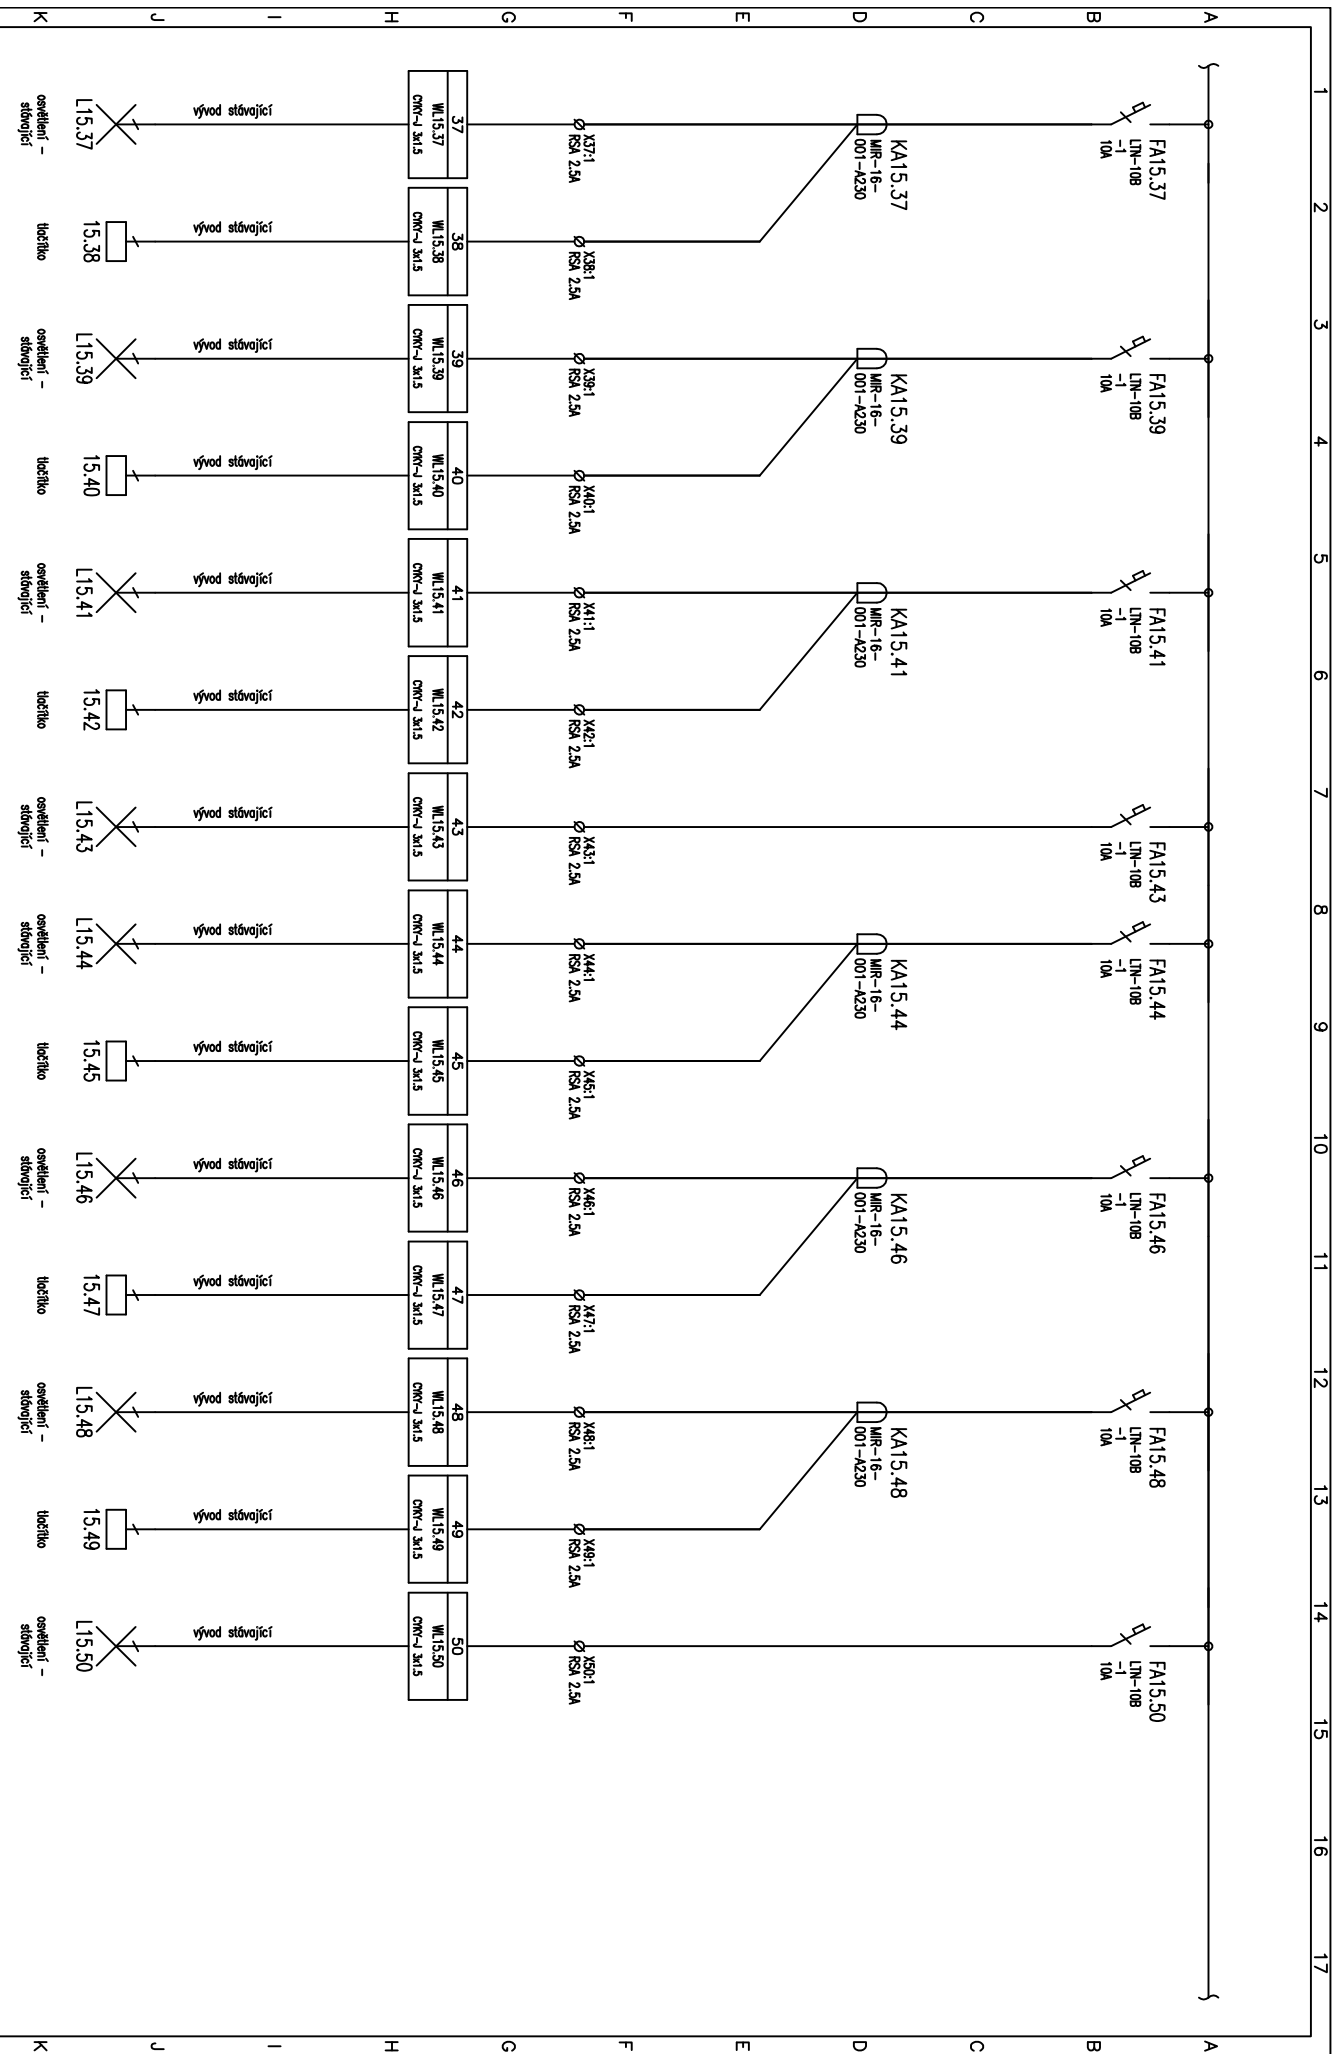 1 2 3 4 5 6 7 8 9 10 11 12 13 14 15 16 17
A
B
C
D
E
F
G
H
I
J
K
FA15.37
LTN-10B
-1
10A
FA15.39
LTN-10B
-1
10A
FA15.41
LTN-10B
-1
10A
FA15.43
LTN-10B
-1
10A
FA15.44
LTN-10B
-1
10A
FA15.46
LTN-10B
-1
10A
FA15.48
LTN-10B
-1
10A
FA15.50
LTN-10B
-1
10A
KA15.37
MIR-16-
001-A230
KA15.39
MIR-16-
001-A230
KA15.41
MIR-16-
001-A230
KA15.44
MIR-16-
001-A230
KA15.46
MIR-16-
001-A230
KA15.48
MIR-16-
001-A230
X37:1
RSA 2.5A
X38:1
RSA 2.5A
X39:1
RSA 2.5A
X40:1
RSA 2.5A
X41:1
RSA 2.5A
X42:1
RSA 2.5A
X43:1
RSA 2.5A
X44:1
RSA 2.5A
X45:1
RSA 2.5A
X46:1
RSA 2.5A
X47:1
RSA 2.5A
X48:1
RSA 2.5A
X49:1
RSA 2.5A
X50:1
RSA 2.5A
37
WL15.37
CYKY-J 3x1.5
38
WL15.38
CYKY-J 3x1.5
39
WL15.39
CYKY-J 3x1.5
40
WL15.40
CYKY-J 3x1.5
41
WL15.41
CYKY-J 3x1.5
42
WL15.42
CYKY-J 3x1.5
43
WL15.43
CYKY-J 3x1.5
44
WL15.44
CYKY-J 3x1.5
45
WL15.45
CYKY-J 3x1.5
46
WL15.46
CYKY-J 3x1.5
47
WL15.47
CYKY-J 3x1.5
48
WL15.48
CYKY-J 3x1.5
49
WL15.49
CYKY-J 3x1.5
50
WL15.50
CYKY-J 3x1.5
vývod stávající
vývod stávající
vývod stávající
vývod stávající
vývod stávající
vývod stávající
vývod stávající
vývod stávající
vývod stávající
vývod stávající
vývod stávající
vývod stávající
vývod stávající
vývod stávající
L15.37
osvětlení -
stávající
15.38
tlačítko
L15.39
osvětlení -
stávající
15.40
tlačítko
L15.41
osvětlení -
stávající
15.42
tlačítko
L15.43
osvětlení -
stávající
L15.44
osvětlení -
stávající
15.45
tlačítko
L15.46
osvětlení -
stávající
15.47
tlačítko
L15.48
osvětlení -
stávající
15.49
tlačítko
L15.50
osvětlení -
stávající
A
B
C
D
E
F
G
H
I
J
K